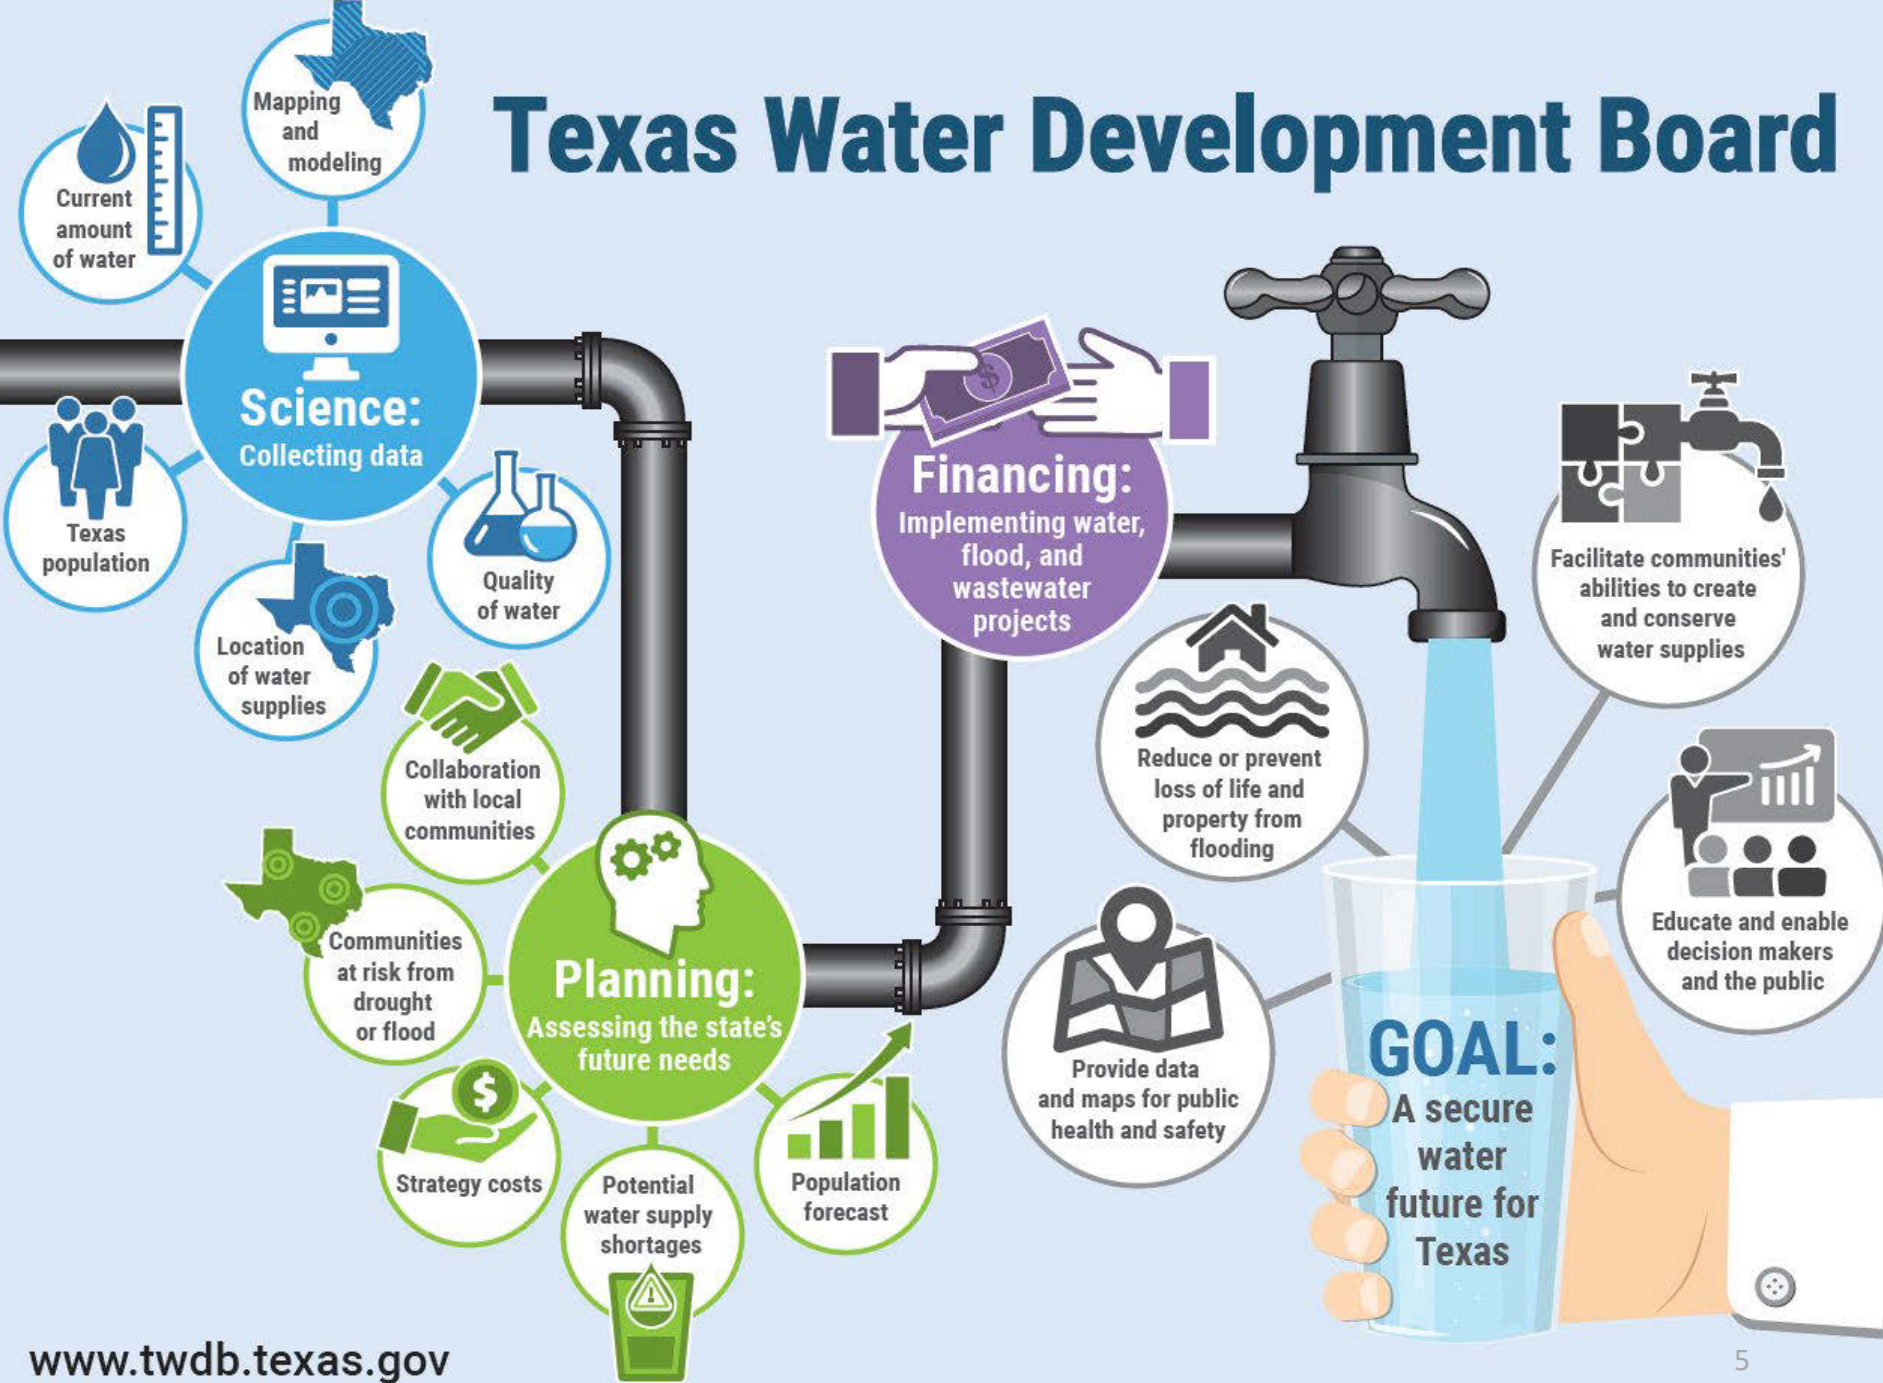 Texas Water Development Board
Mapping
and
modeling
Current
amount
of water
Science:
Collecting data
Texas
population
Quality
of water
Location
of water
supplies
Collaboration
with local
communities
Communities
at risk from
drought
or flood
Planning:
Assessing the state's
future needs
Strategy costs
$
Potential
water supply
shortages
!
Population
forecast
$
Financing:
Implementing water,
flood, and
wastewater
projects
Facilitate communities'
abilities to create
and conserve
water supplies
Reduce or prevent
loss of life and
property from
flooding
Educate and enable
decision makers
and the public
Provide data
and maps for public
health and safety
GOAL:
A secure
water
future for
Texas
www.twdb.texas.gov
5